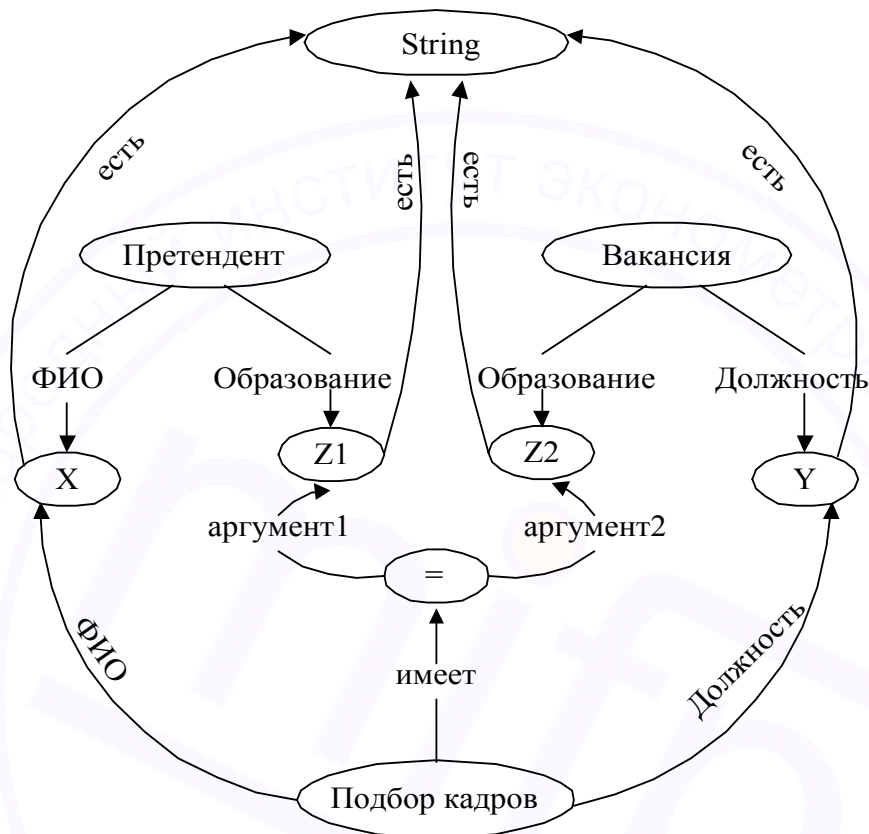 String
есть
есть
есть
есть
Претендент
Вакансия
ФИО
Образование
Образование
Должность
X
Z1
Z2
Y
аргумент1
аргумент2
=
ФИО
имеет
Должность
Подбор кадров